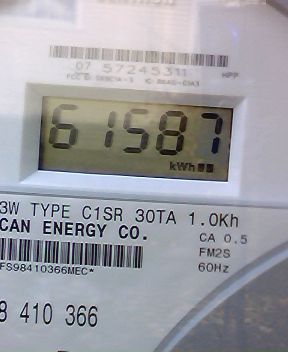 .07 57245311 HPP
61587
kWh
3W TYPE C1SR 30TA 1.0Kh
CAN ENERGY CO.
CA 0.5
FM2S
FS98410366MEC*
60Hz
8 410 366